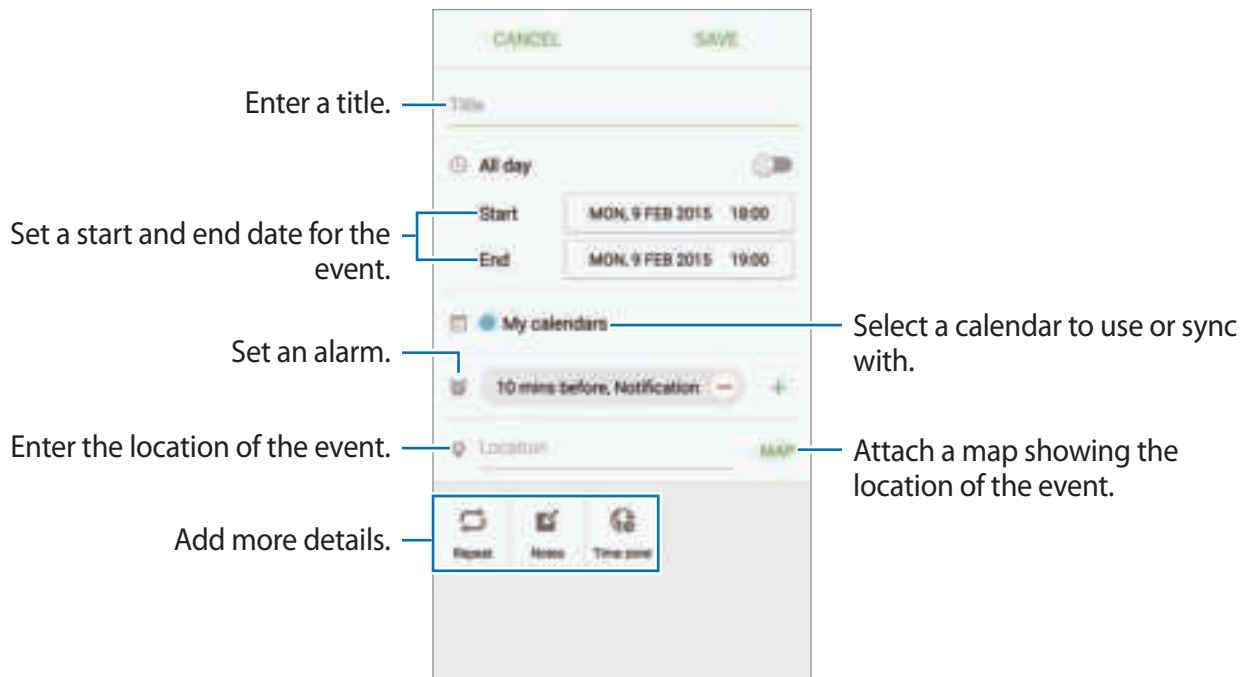 CANCEL SAVE
Enter a title.
Title
All day
Set a start and end date for the
event.
Start MON, 9 FEB 2015 18:00
End MON, 9 FEB 2015 19:00
My calendars
Select a calendar to use or sync
with.
Set an alarm.
10 mins before, Notification
Enter the location of the event.
Location
MAP
Attach a map showing the
location of the event.
Add more details.
Repeat Notes Time zone